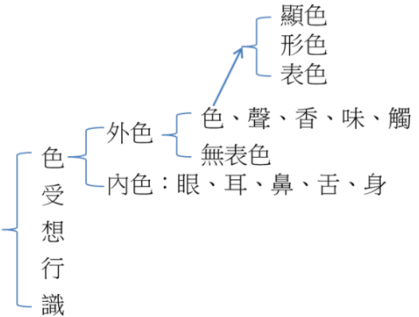 顯色
形色
表色
外色
色、聲、香、味、觸
無表色
色
內色：眼、耳、鼻、舌、身
受
想
行
識